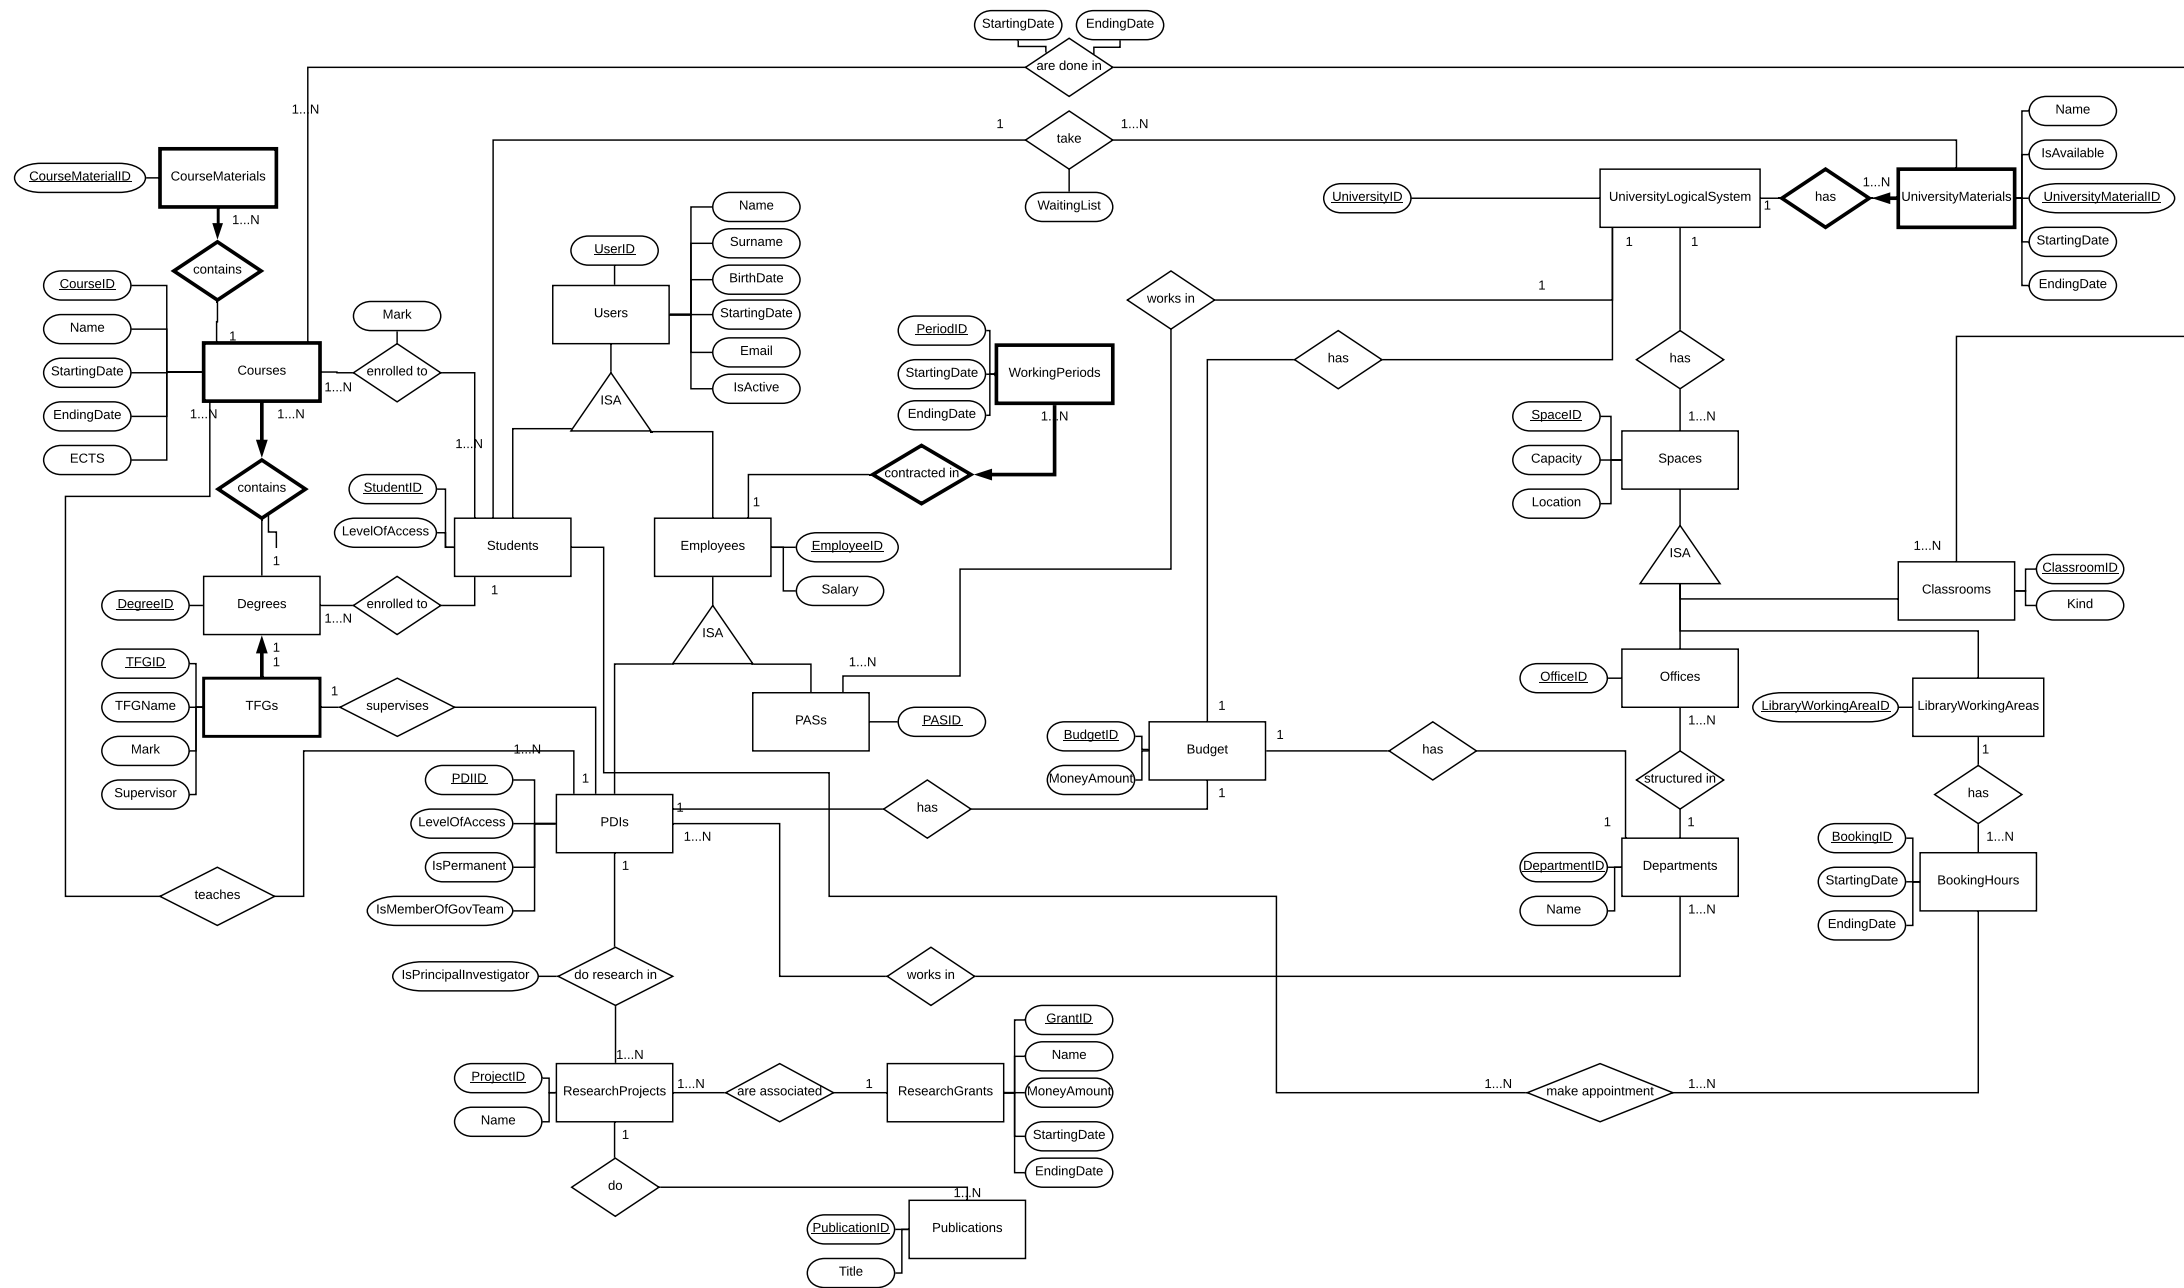 StartingDate
EndingDate
are done in
1...N
1
take
1...N
WaitingList
CourseMaterialID
CourseMaterials
1...N
contains
1
CourseID
Name
StartingDate
EndingDate
ECTS
Courses
1...N
1...N
1...N
Mark
enrolled to
1...N
contains
1
StudentID
LevelOfAccess
Students
1
DegreeID
Degrees
1...N
enrolled to
1
1
TFGID
TFGName
Mark
Supervisor
TFGs
1
supervises
1...N
1
teaches
UserID
Users
Name
Surname
BirthDate
StartingDate
Email
IsActive
ISA
PeriodID
StartingDate
EndingDate
WorkingPeriods
1...N
contracted in
1
Employees
EmployeeID
Salary
ISA
1...N
PASs
PASID
works in
1
UniversityID
UniversityLogicalSystem
1
has
1...N
UniversityMaterials
Name
IsAvailable
UniversityMaterialID
StartingDate
EndingDate
1
1
has
has
1...N
SpaceID
Capacity
Location
Spaces
ISA
1...N
Classrooms
ClassroomID
Kind
OfficeID
Offices
LibraryWorkingAreaID
LibraryWorkingAreas
1
BudgetID
MoneyAmount
Budget
1
1
has
1...N
structured in
1
1
1
has
1...N
DepartmentID
Name
Departments
1...N
BookingID
StartingDate
EndingDate
BookingHours
PDIID
LevelOfAccess
IsPermanent
IsMemberOfGovTeam
PDIs
1
has
1...N
1
IsPrincipalInvestigator
do research in
works in
1...N
ProjectID
Name
ResearchProjects
1...N
are associated
1
ResearchGrants
GrantID
Name
MoneyAmount
StartingDate
EndingDate
1...N
make appointment
1...N
1
do
1...N
PublicationID
Title
Publications